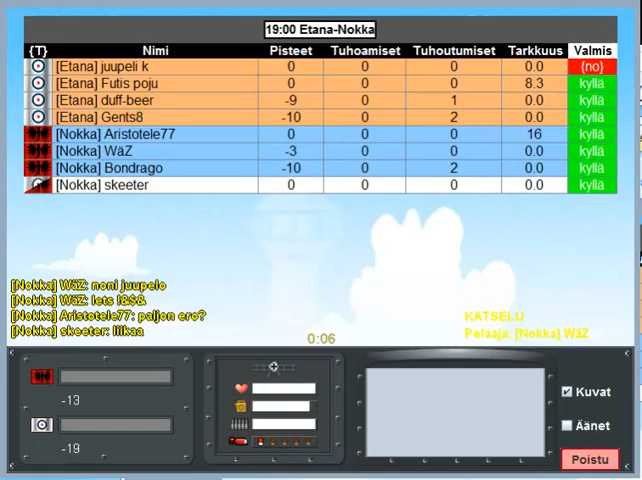 19:00 Etana-Nokka
{T} Nimi Pisteet Tuhoamiset Tuhoutumiset Tarkkuus Valmis
[Etana] juupeli k 0 0 0 0.0 {no}
[Etana] Futis poju 0 0 0 8.3 kyllä
[Etana] duff-beer -9 0 1 0.0 kyllä
[Etana] Gents8 -10 0 2 0.0 kyllä
[Nokka] Aristotele77 0 0 0 16 kyllä
[Nokka] WäZ -3 0 0 0.0 kyllä
[Nokka] Bondrago -10 0 2 0.0 kyllä
[Nokka] skeeter 0 0 0 0.0 kyllä
[Nokka] WäZ: noni juupelo
[Nokka] WäZ: lets !&$&
[Nokka] Aristotele77: paljon ero?
[Nokka] skeeter: liikaa
KATSELU
Pelaaja: [Nokka] WäZ
0:06
-13
-19
Kuvat
Äänet
Poistu